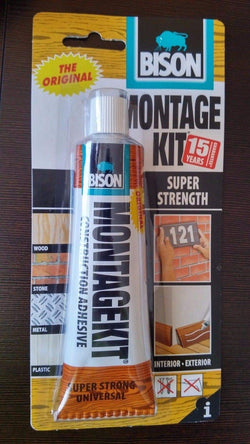 THE
ORIGINAL
BISON
MONTAGE
KIT
15
YEARS
SUPER
STRENGTH
BISON
MONTAGEKIT®
CONSTRUCTION ADHESIVE
ORIGINAL
SUPER STRONG
UNIVERSAL
WOOD
STONE
METAL
PLASTIC
121
INTERIOR - EXTERIOR
i